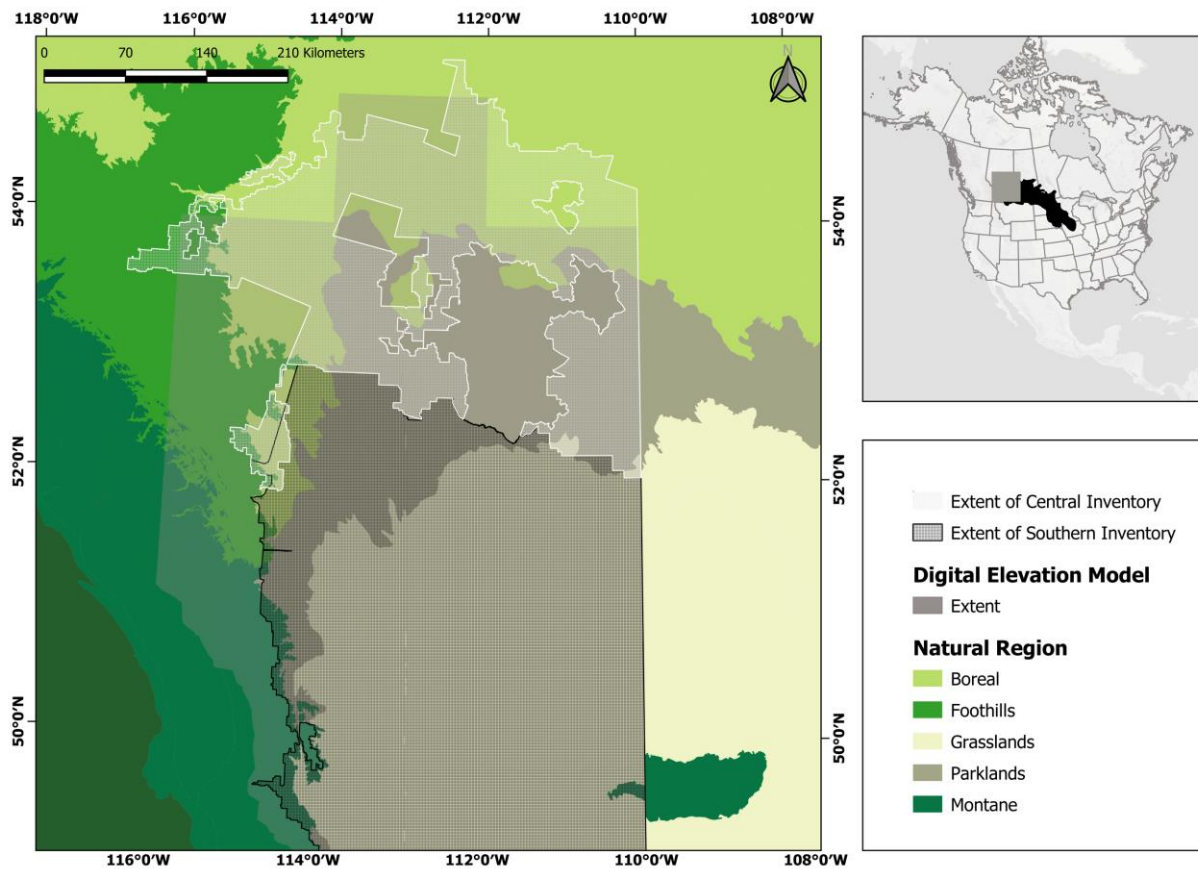 118°0'W 116°0'W 114°0'W 112°0'W 110°0'W 108°0'W
0 70 140 210 Kilometers
N
54°0'N
54°0'N
52°0'N
52°0'N
50°0'N
50°0'N
116°0'W 114°0'W 112°0'W 110°0'W 108°0'W
Extent of Central Inventory
Extent of Southern Inventory
Digital Elevation Model
Extent
Natural Region
Boreal
Foothills
Grasslands
Parklands
Montane